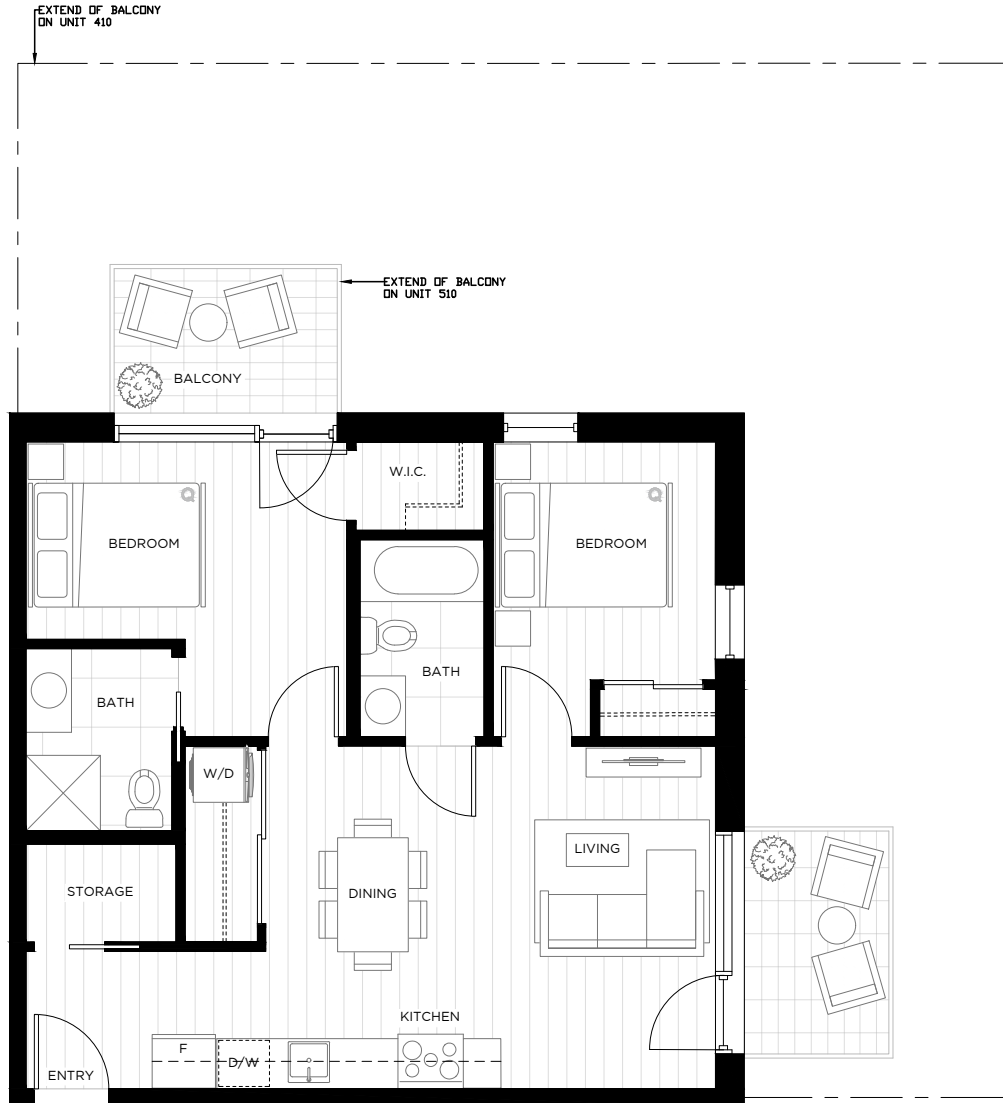 EXTEND OF BALCONY
ON UNIT 410
EXTEND OF BALCONY
ON UNIT 510
BALCONY
W.I.C.
BEDROOM
BEDROOM
BATH
BATH
W/D
LIVING
STORAGE
DINING
KITCHEN
F
D/W
ENTRY